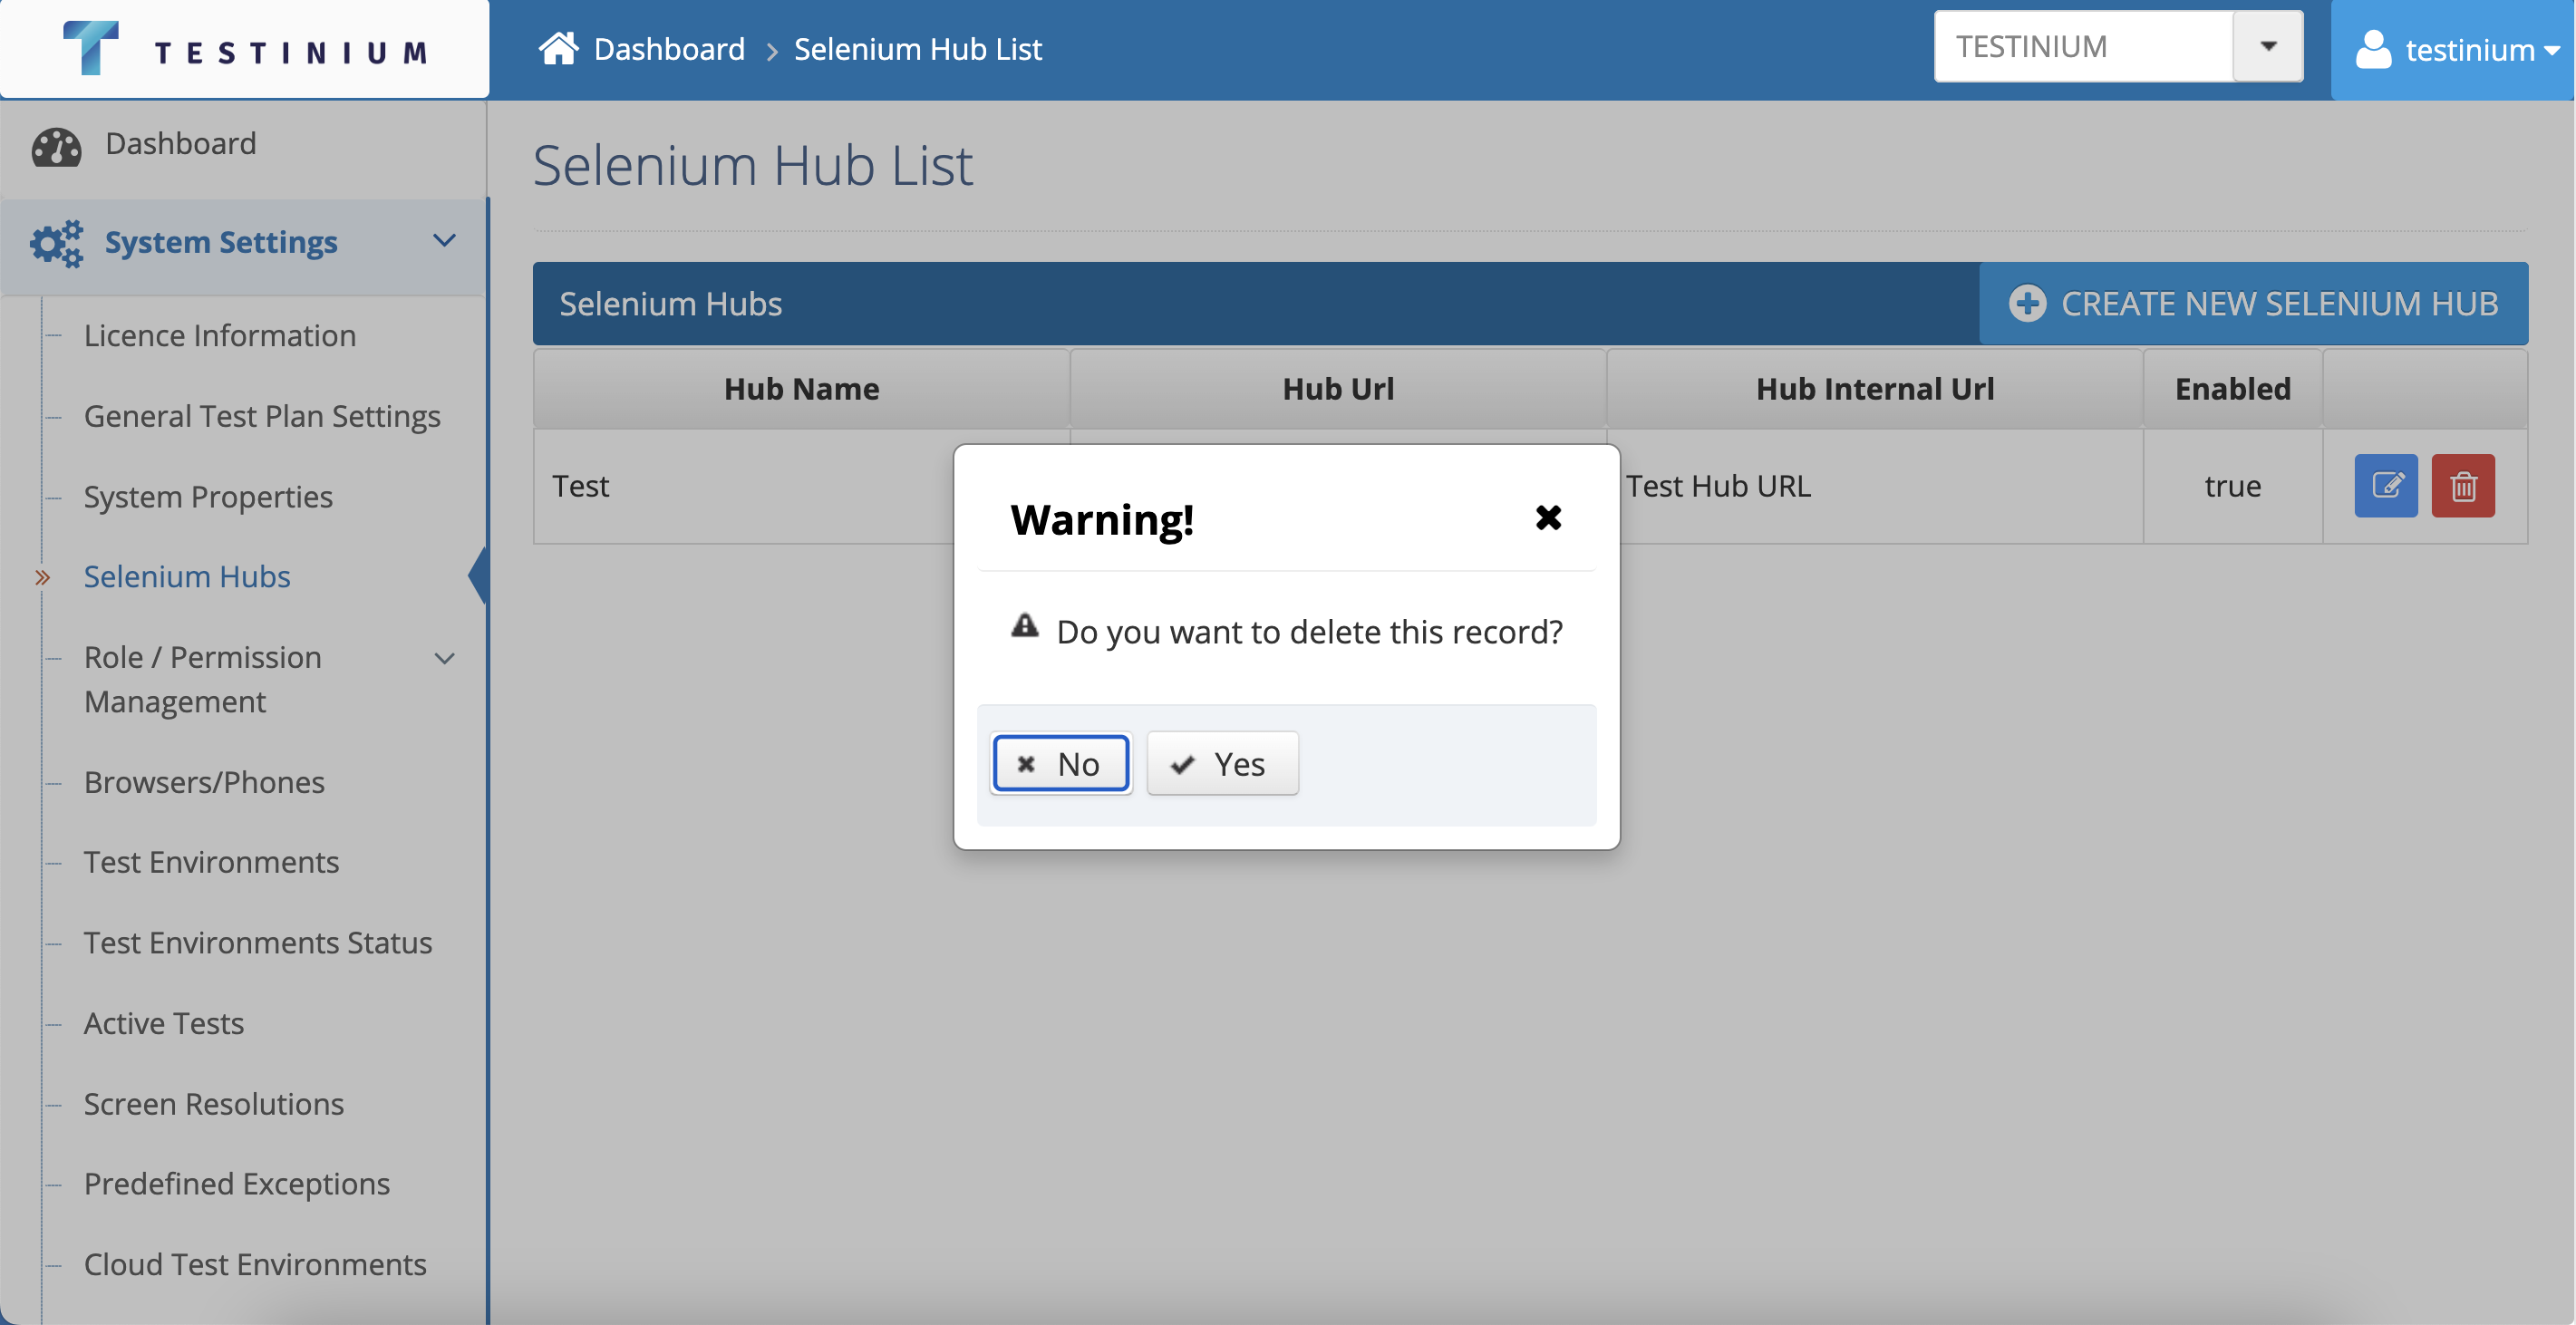 TESTINIUM
Dashboard > Selenium Hub List
TESTINIUM
testinium
Dashboard
System Settings
Licence Information
General Test Plan Settings
System Properties
Selenium Hubs
Role / Permission
Management
Browsers/Phones
Test Environments
Test Environments Status
Active Tests
Screen Resolutions
Predefined Exceptions
Cloud Test Environments
Selenium Hub List
Selenium Hubs
CREATE NEW SELENIUM HUB
Hub Name Hub Url Hub Internal Url Enabled
Test Test Hub URL true
Warning!
Do you want to delete this record?
No Yes